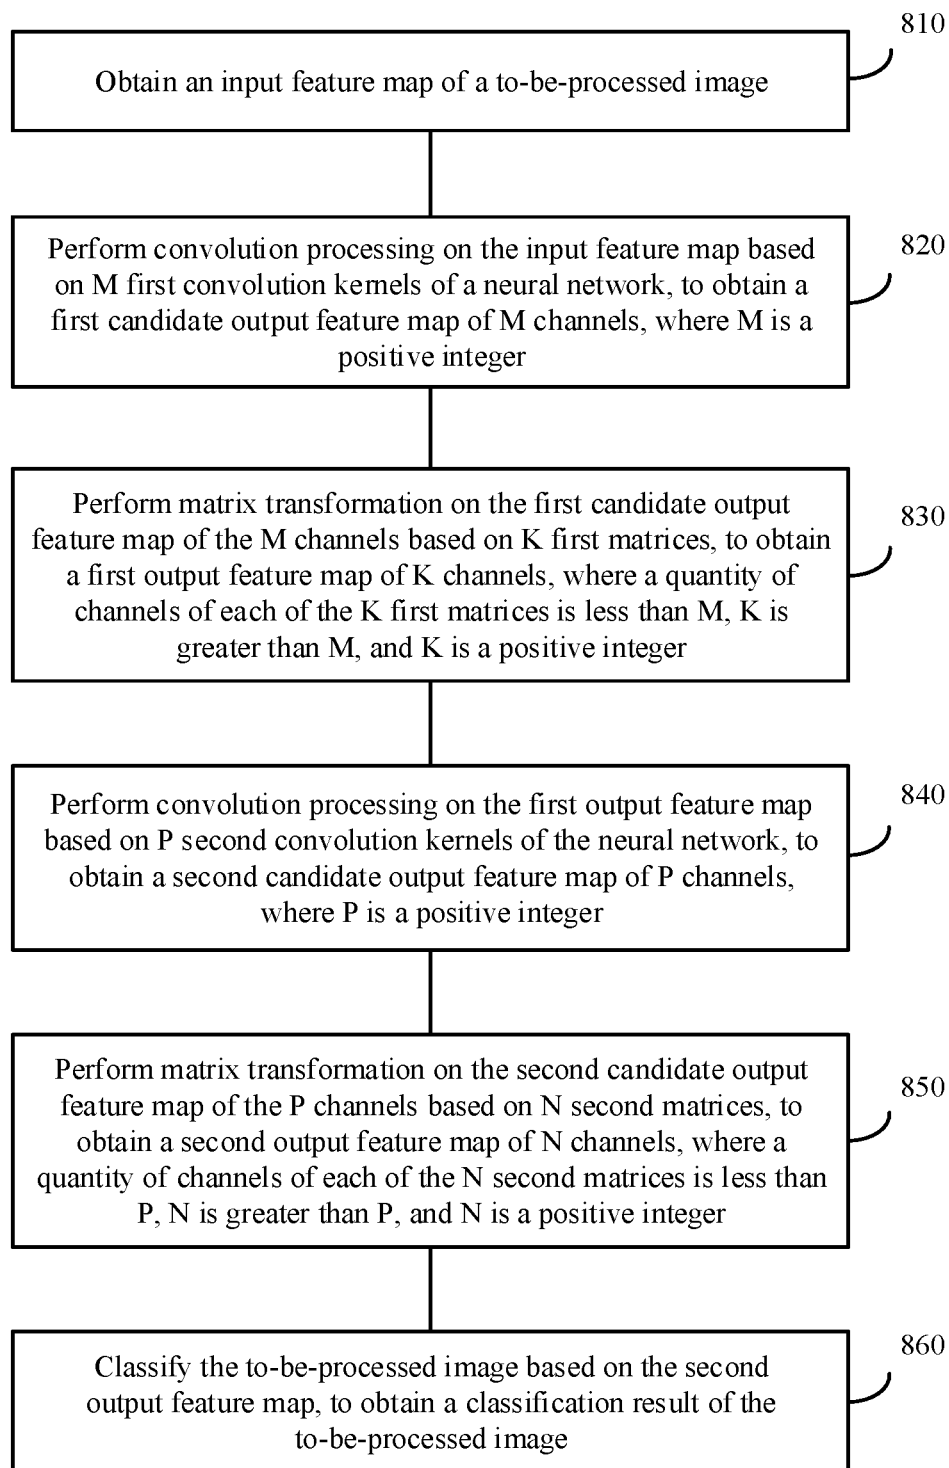 810
Obtain an input feature map of a to-be-processed image
820
Perform convolution processing on the input feature map based
on M first convolution kernels of a neural network, to obtain a
first candidate output feature map of M channels, where M is a
positive integer
830
Perform matrix transformation on the first candidate output
feature map of the M channels based on K first matrices, to obtain
a first output feature map of K channels, where a quantity of
channels of each of the K first matrices is less than M, K is
greater than M, and K is a positive integer
840
Perform convolution processing on the first output feature map
based on P second convolution kernels of the neural network, to
obtain a second candidate output feature map of P channels,
where P is a positive integer
850
Perform matrix transformation on the second candidate output
feature map of the P channels based on N second matrices, to
obtain a second output feature map of N channels, where a
quantity of channels of each of the N second matrices is less than
P, N is greater than P, and N is a positive integer
860
Classify the to-be-processed image based on the second
output feature map, to obtain a classification result of the
to-be-processed image